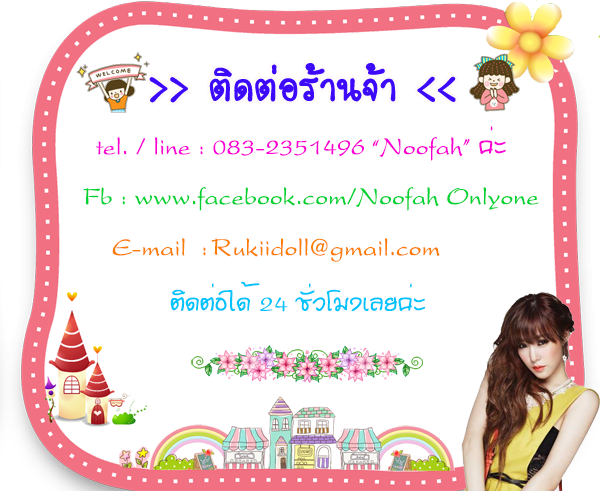 WELCOME
>> ติดต่อร้านจ้า <<
tel. / line : 083-2351496 “Noofah” ค่ะ
Fb : www.facebook.com/Noofah Onlyone
E-mail : Rukiidoll@gmail.com
ติดต่อได้ 24 ชั่วโมงเลยค่ะ